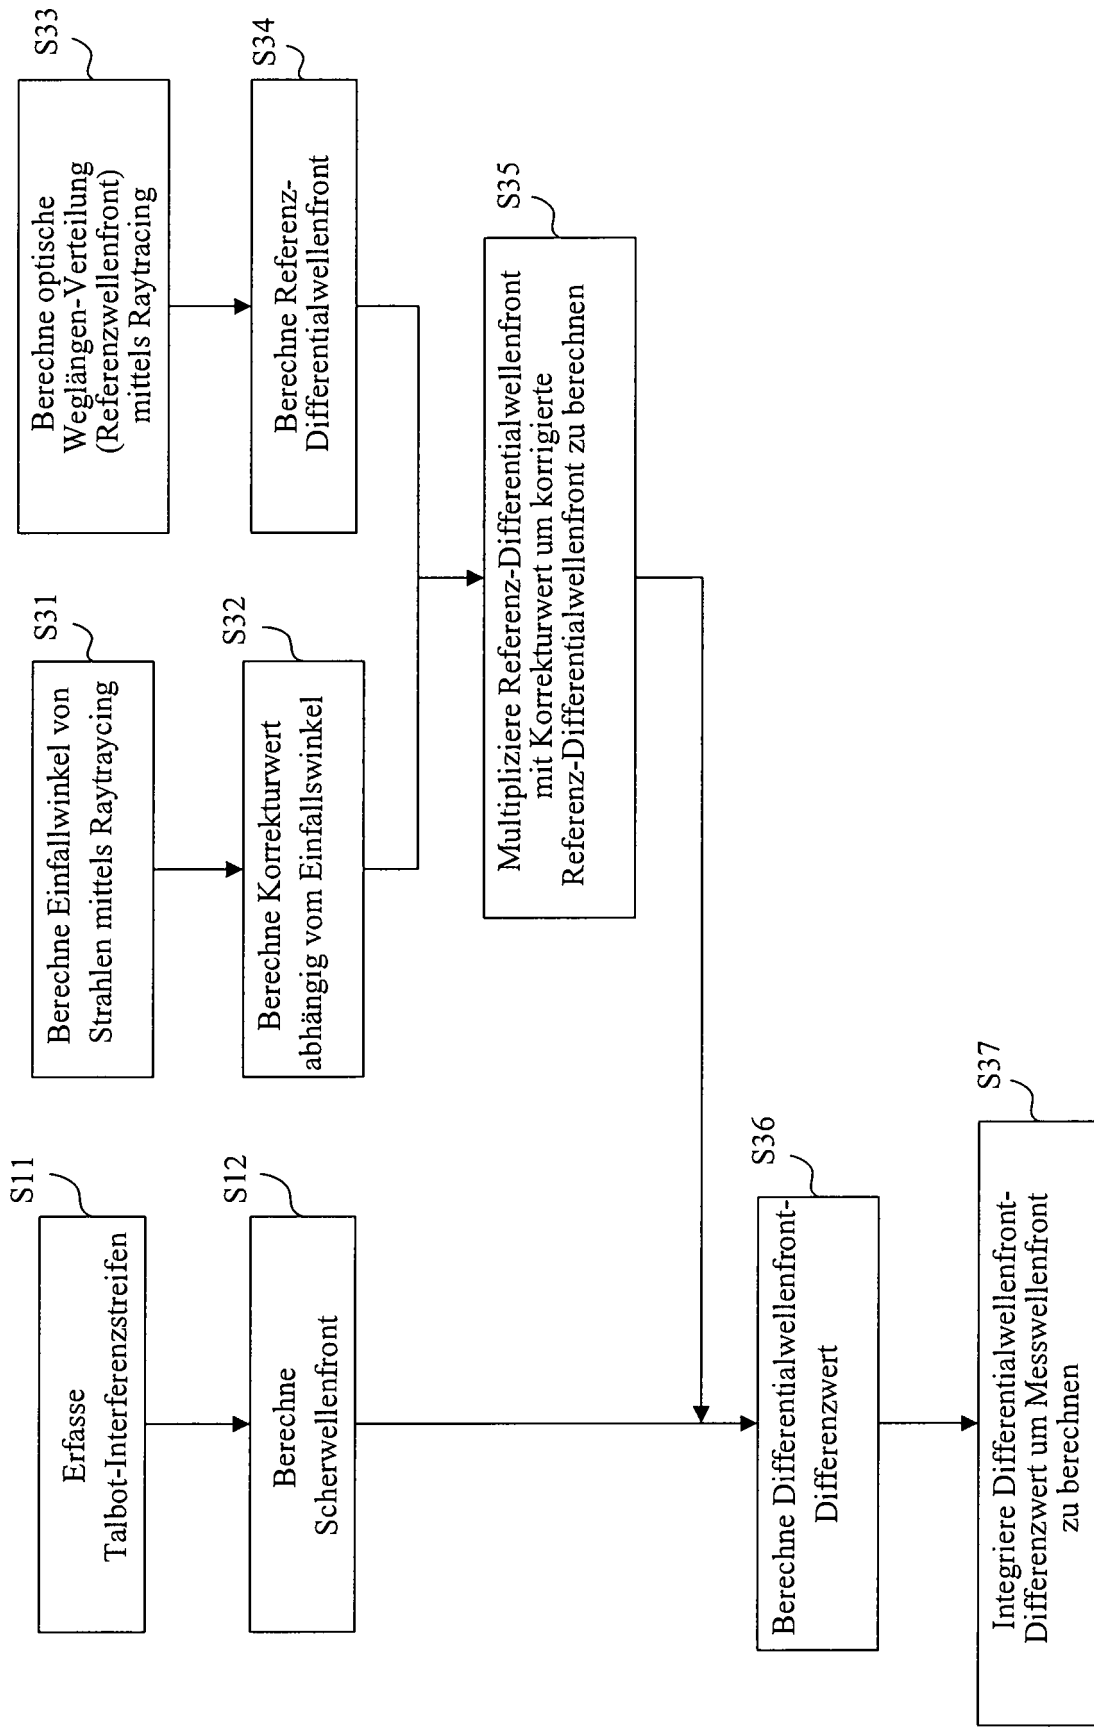 S11
Erfasse
Talbot-Interferenzstreifen
S12
Berechne
Scherwellenfront
S31
Berechne Einfallwinkel von
Strahlen mittels Raytraycing
S32
Berechne Korrekturwert
abhängig vom Einfallswinkel
S33
Berechne optische
Weglängen-Verteilung
(Referenzwellenfront)
mittels Raytracing
S34
Berechne Referenz-
Differentialwellenfront
S35
Multipliziere Referenz-Differentialwellenfront
mit Korrekturwert um korrigierte
Referenz-Differentialwellenfront zu berechnen
S36
Berechne Differentialwellenfront-
Differenzwert
S37
Integriere Differentialwellenfront-
Differenzwert um Messwellenfront
zu berechnen